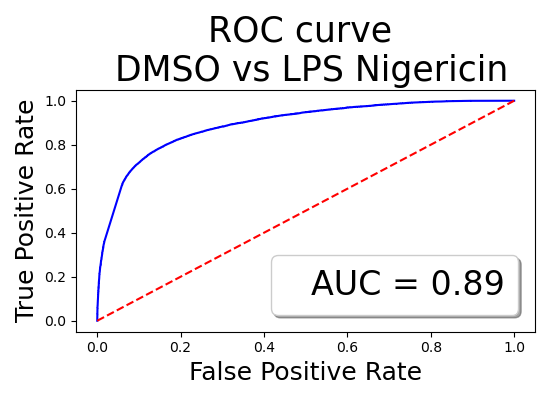 ROC curve
DMSO vs LPS Nigericin
True Positive Rate
1.0
0.8
0.6
0.4
0.2
0.0
AUC = 0.89
0.0 0.2 0.4 0.6 0.8 1.0
False Positive Rate